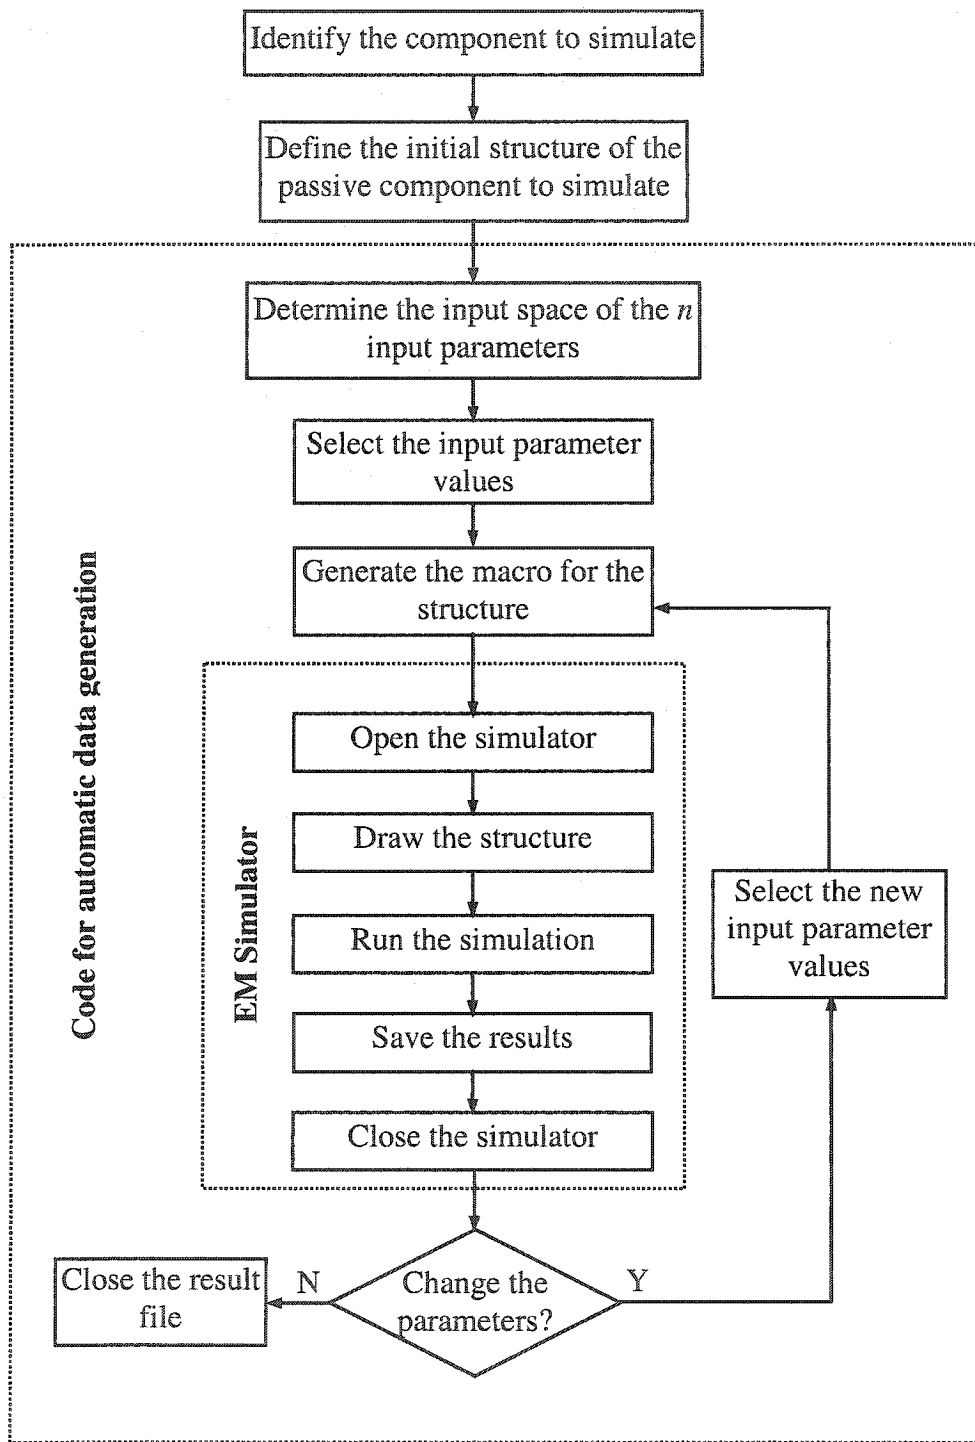 Identify the component to simulate
Define the initial structure of the
passive component to simulate
Determine the input space of the n
input parameters
Select the input parameter
values
Generate the macro for the
structure
Code for automatic data generation
EM Simulator
Open the simulator
Draw the structure
Run the simulation
Save the results
Close the simulator
Select the new
input parameter
values
Change the
parameters?
Y
N
Close the result
file